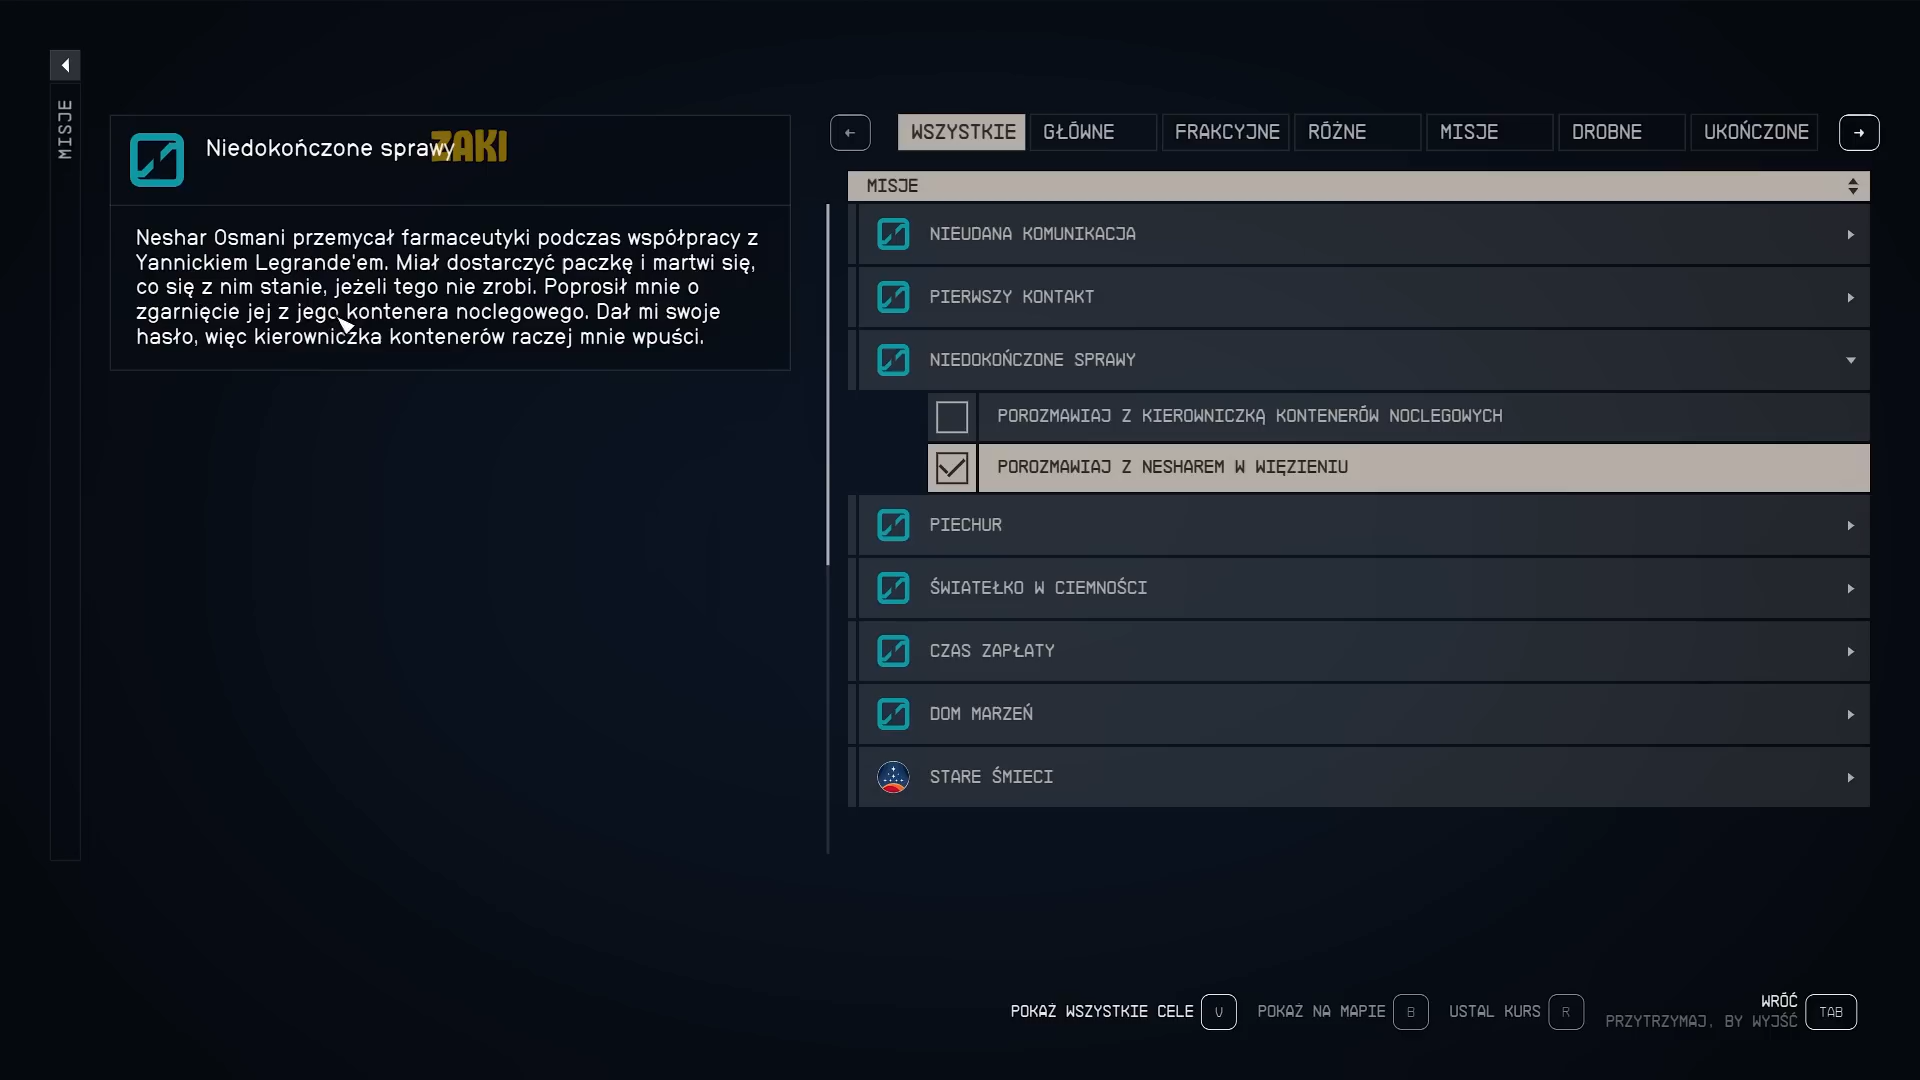 MISJE
Niedokończone sprawy
ZAKI
Neshar Osmani przemycał farmaceutyki podczas współpracy z
Yannickiem Legrande'em. Miał dostarczyć paczkę i martwi się,
co się z nim stanie, jeżeli tego nie zrobi. Poprosił mnie o
zgarnięcie jej z jego kontenera noclegowego. Dał mi swoje
hasło, więc kierowniczka kontenerów raczej mnie wpuści.
WSZYSTKIE GŁÓWNE FRAKCYJNE RÓŻNE MISJE DROBNE UKOŃCZONE
MISJE
NIEUDANA KOMUNIKACJA
PIERWSZY KONTAKT
NIEDOKOŃCZONE SPRAWY
POROZMAWIAJ Z KIEROWNICZKĄ KONTENERÓW NOCLEGOWYCH
POROZMAWIAJ Z NESHAREM W WIĘZIENIU
PIECHUR
ŚWIATEŁKO W CIEMNOŚCI
CZAS ZAPŁATY
DOM MARZEŃ
STARE ŚMIECI
POKAŻ WSZYSTKIE CELE V POKAŻ NA MAPIE B USTAL KURS R WRÓĆ TAB
PRZYTRZYMAJ, BY WYJŚĆ